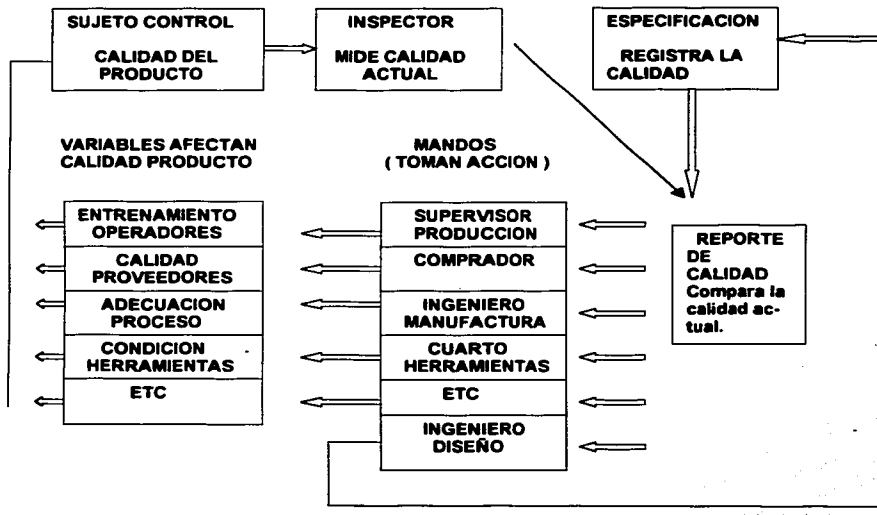 SUJETO CONTROL
CALIDAD DEL
PRODUCTO
INSPECTOR
MIDE CALIDAD
ACTUAL
ESPECIFICACION
REGISTRA LA
CALIDAD
VARIABLES AFECTAN
CALIDAD PRODUCTO
MANDOS
( TOMAN ACCION )
ENTRENAMIENTO
OPERADORES
CALIDAD
PROVEEDORES
ADECUACION
PROCESO
CONDICION
HERRAMIENTAS
ETC
SUPERVISOR
PRODUCCION
COMPRADOR
INGENIERO
MANUFACTURA
CUARTO
HERRAMIENTAS
ETC
INGENIERO
DISEÑO
REPORTE
DE
CALIDAD
Compara la
calidad ac-
tual.